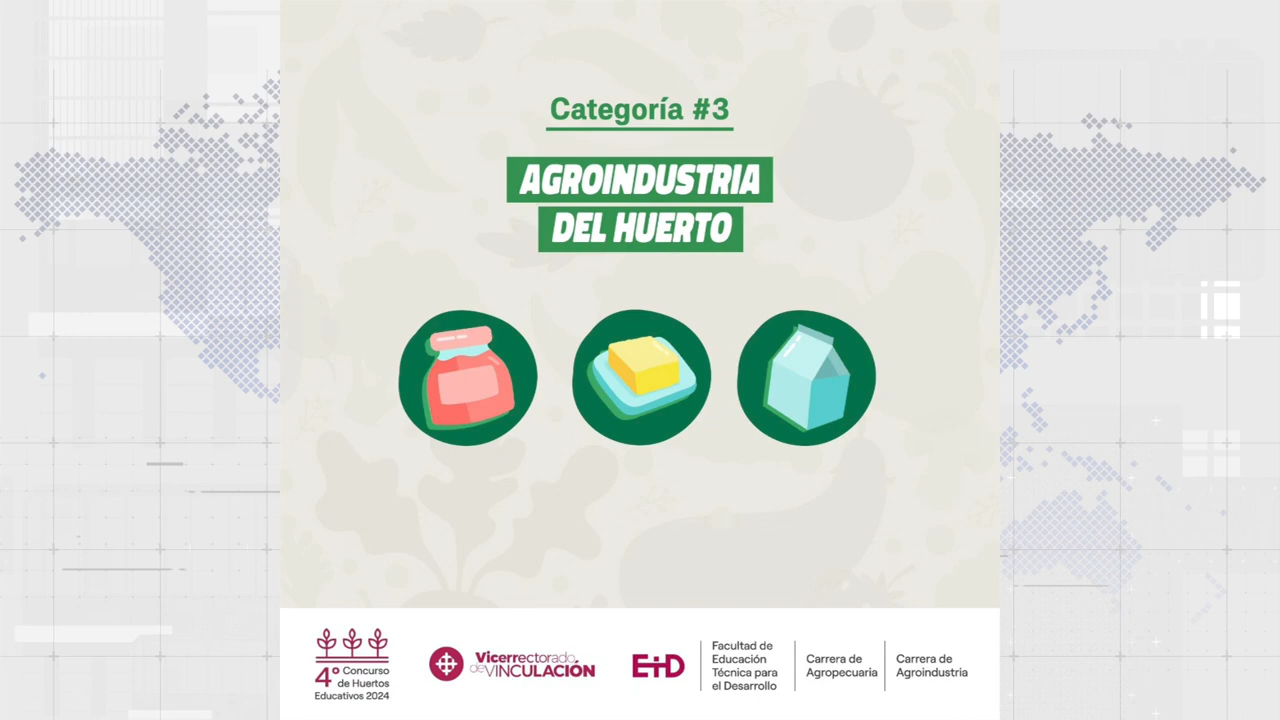 Categoría #3
AGROINDUSTRIA
DEL HUERTO
4º Concurso
de Huertos
Educativos 2024
Vicerrectorado
de VINCULACIÓN
ETD
Facultad de
Educación
Técnica para
el Desarrollo
Carrera de
Agropecuaria
Carrera de
Agroindustria